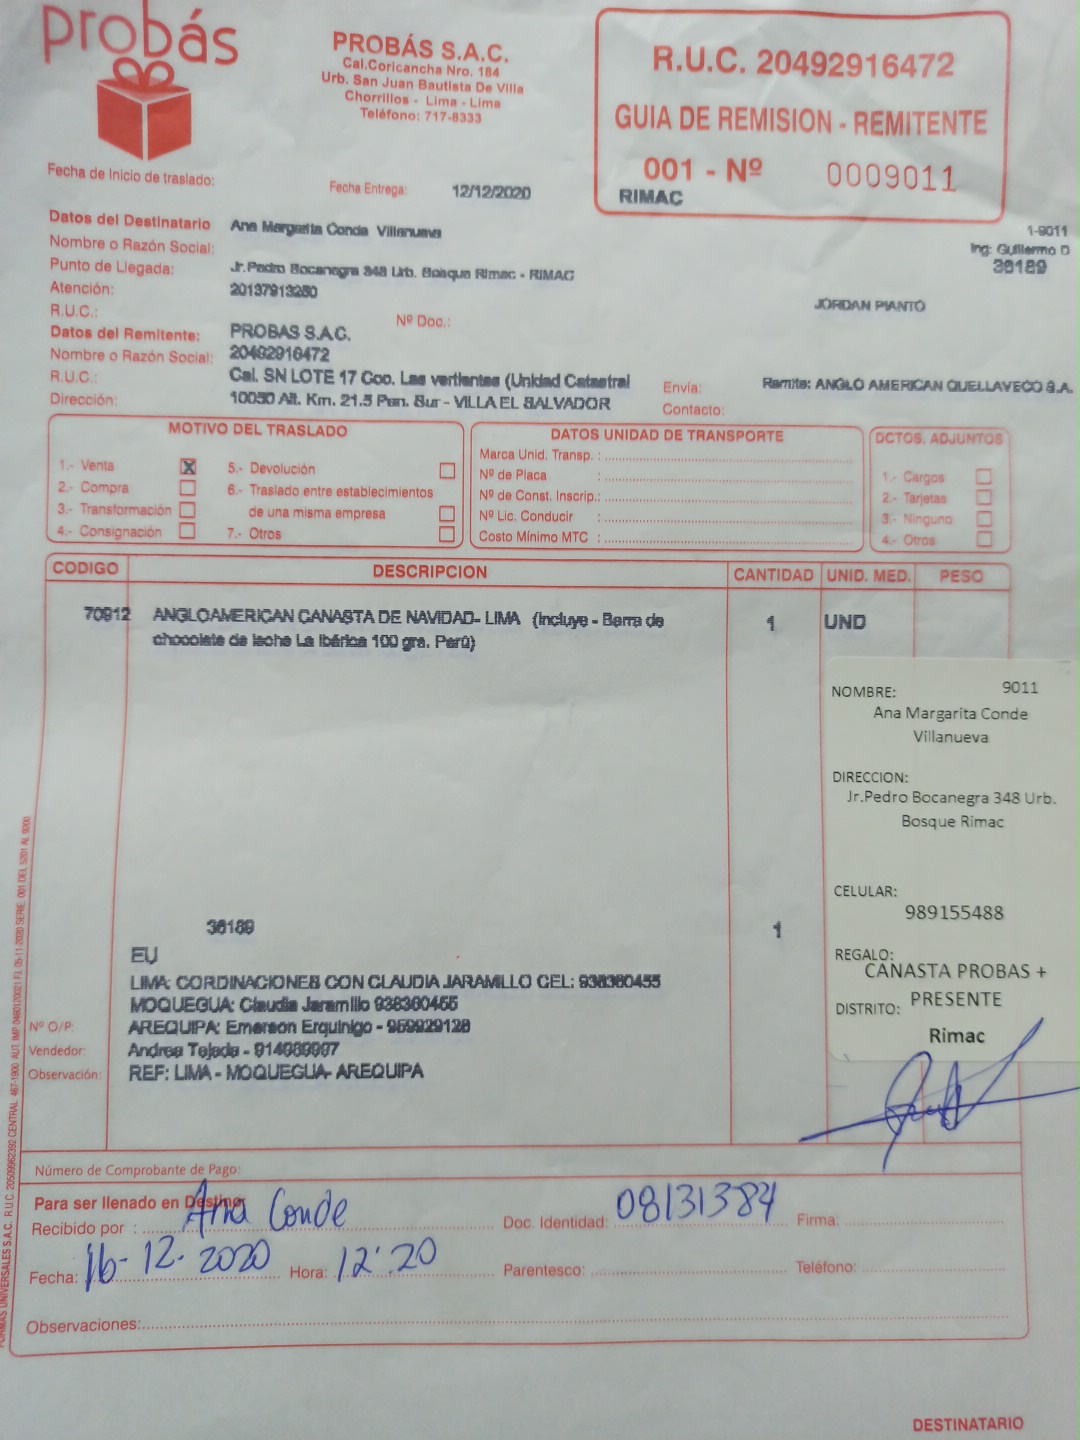 probás
PROBÁS S.A.C.
Cal.Coricancha Nro. 184
Urb. San Juan Bautista De Villa
Chorrillos - Lima - Lima
Teléfono: 717-8333
R.U.C. 20492916472
GUIA DE REMISION - REMITENTE
001 - Nº 0009011
RIMAC
Fecha de Inicio de traslado:
Fecha Entrega: 12/12/2020
Datos del Destinatario
Nombre o Razón Social: Ana Margarita Conde Villanueva
1-9011
Ing: Guillermo D
36189
Punto de Llegada: Jr.Pedro Bocanegra 348 Urb. Bosque Rimac - RIMAC
Atención: 20137913250
JORDAN PIANTO
R.U.C.: Nº Doc.:
Datos del Remitente: PROBAS S.A.C.
Nombre o Razón Social: 20492916472
R.U.C.: Cal. SN LOTE 17 Coo. Las vertientes (Unidad Catastral
Dirección: 10050 Alt. Km. 21.5 Pan. Sur - VILLA EL SALVADOR
Envía: Remite: ANGLO AMERICAN QUELLAVECO S.A.
Contacto:
MOTIVO DEL TRASLADO
1.- Venta X
2.- Compra
3.- Transformación
4.- Consignación
5.- Devolución
6.- Traslado entre establecimientos
de una misma empresa
7.- Otros
DATOS UNIDAD DE TRANSPORTE
Marca Unid. Transp. :
Nº de Placa :
Nº de Const. Inscrip.:
Nº Lic. Conducir :
Costo Mínimo MTC :
DCTOS. ADJUNTOS
1.- Cargos
2.- Tarjetas
3.- Ninguno
4.- Otros
CODIGO DESCRIPCION CANTIDAD UNID. MED. PESO
70912 ANGLOAMERICAN CANASTA DE NAVIDAD- LIMA (Incluye - Barra de 1 UND
chocolate de leche La Ibérica 100 grs. Perú)
NOMBRE: 9011
Ana Margarita Conde
Villanueva
DIRECCION:
Jr.Pedro Bocanegra 348 Urb.
Bosque Rimac
CELULAR:
989155488
REGALO:
CANASTA PROBAS +
PRESENTE
DISTRITO:
Rimac
36189 1
EU
LIMA: CORDINACIONES CON CLAUDIA JARAMILLO CEL: 938360455
MOQUEGUA: Claudia Jaramillo 938360455
Nº O/P: AREQUIPA: Emerson Erquinigo - 959929128
Vendedor: Andrea Tejada - 914989997
Observación: REF: LIMA - MOQUEGUA- AREQUIPA
Número de Comprobante de Pago:
Para ser llenado en Destino
Recibido por : Ana Conde Doc. Identidad: 08131384 Firma:
Fecha: 16-12-2020 Hora: 12:20 Parentesco: Teléfono:
Observaciones:
DESTINATARIO